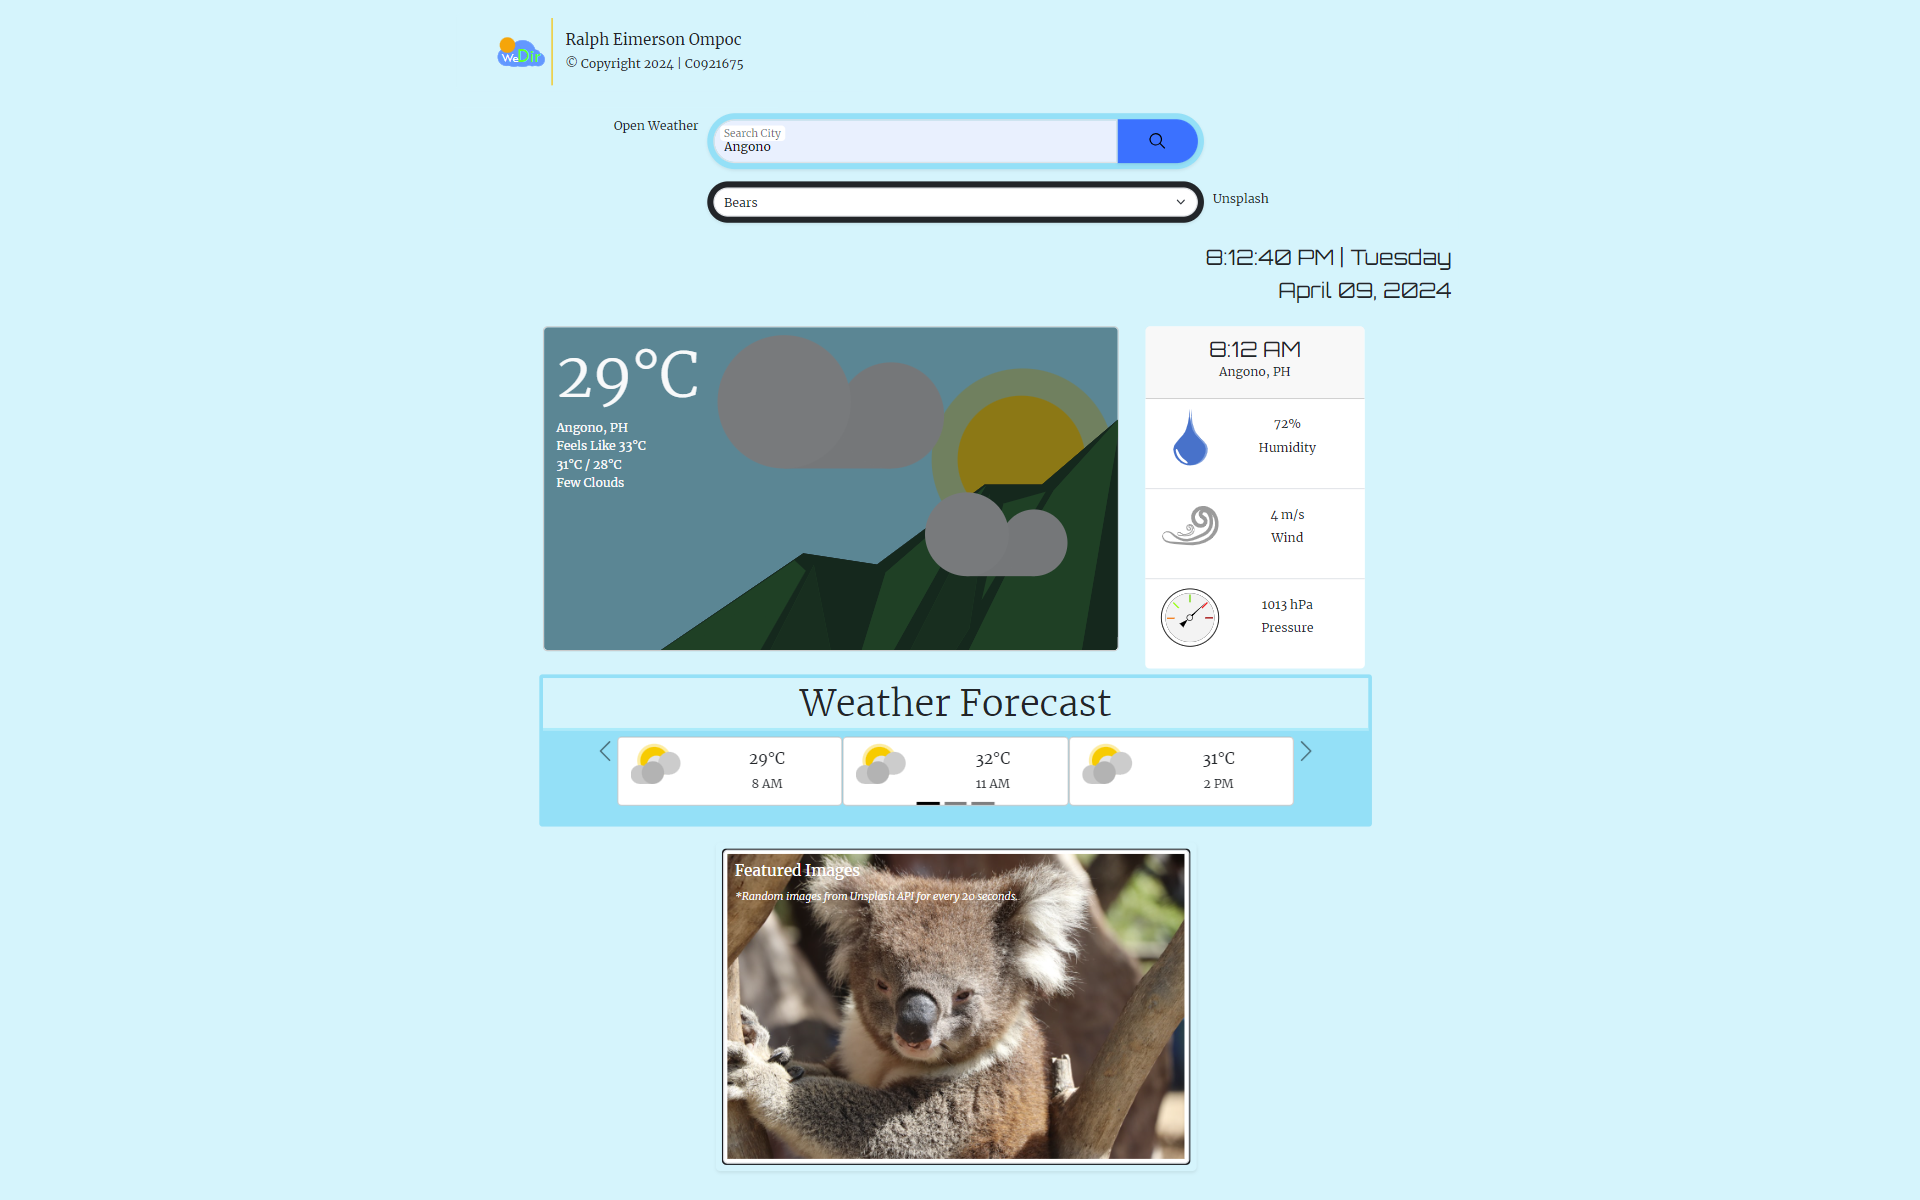 WeDir
Ralph Eimerson Ompoc
© Copyright 2024 | C0921675
Open Weather
Search City
Angono
Bears
Unsplash
8:12:40 PM | Tuesday
April 09, 2024
29°C
Angono, PH
Feels Like 33°C
31°C / 28°C
Few Clouds
8:12 AM
Angono, PH
72%
Humidity
4 m/s
Wind
1013 hPa
Pressure
Weather Forecast
29°C
8 AM
32°C
11 AM
31°C
2 PM
Featured Images
*Random images from Unsplash API for every 20 seconds.